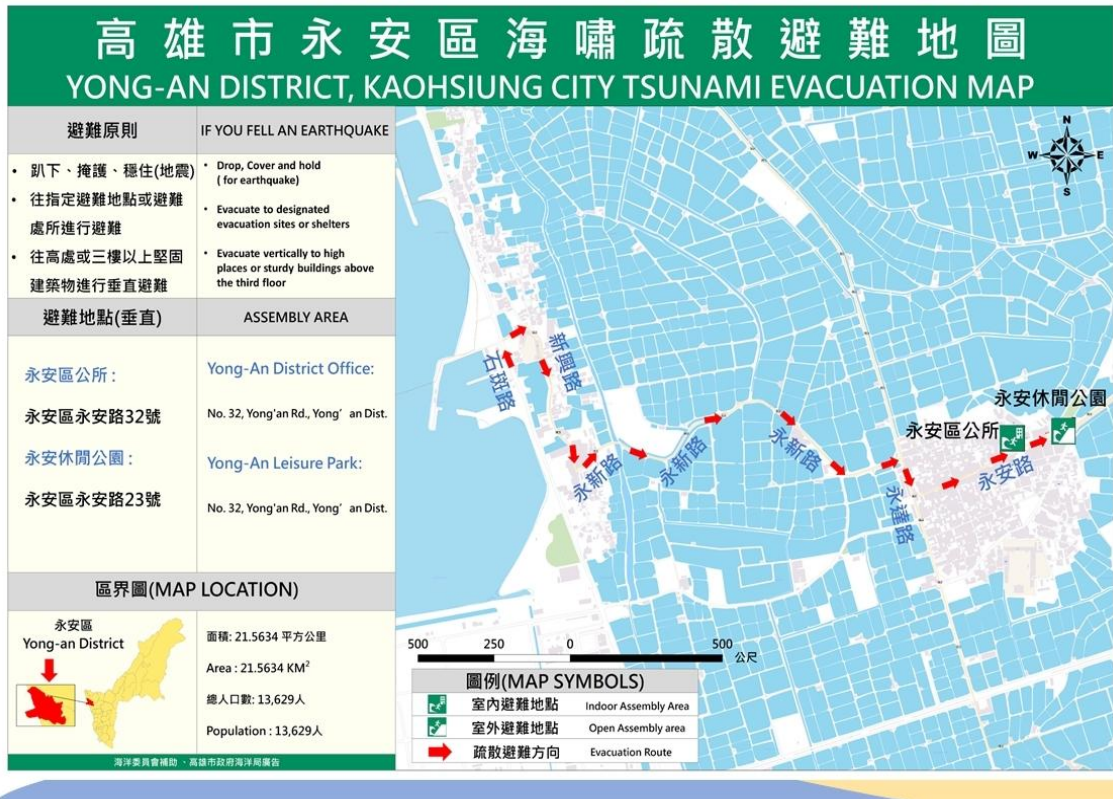 高雄市永安區海嘯疏散避難地圖
YONG-AN DISTRICT, KAOHSIUNG CITY TSUNAMI EVACUATION MAP
避難原則
• 趴下、掩護、穩住(地震)
• 往指定避難地點或避難
處所進行避難
• 往高處或三樓以上堅固
建築物進行垂直避難
IF YOU FELL AN EARTHQUAKE
• Drop, Cover and hold
( for earthquake)
• Evacuate to designated
evacuation sites or shelters
• Evacuate vertically to high
places or sturdy buildings above
the third floor
避難地點(垂直)
永安區公所：
永安區永安路32號
永安休閒公園：
永安區永安路23號
ASSEMBLY AREA
Yong-An District Office:
No. 32, Yong'an Rd., Yong’an Dist.
Yong-An Leisure Park:
No. 32, Yong'an Rd., Yong’an Dist.
區界圖(MAP LOCATION)
永安區
Yong-an District
面積: 21.5634 平方公里
Area : 21.5634 KM²
總人口數: 13,629人
Population : 13,629人
海洋委員會補助、高雄市政府海洋局廣告
N
W
E
S
石斑路
新興路
永新路
永新路
永新路
永達路
永安路
永安區公所
永安休閒公園
500 250 0 500 公尺
圖例(MAP SYMBOLS)
室內避難地點 Indoor Assembly Area
室外避難地點 Open Assembly area
疏散避難方向 Evacuation Route